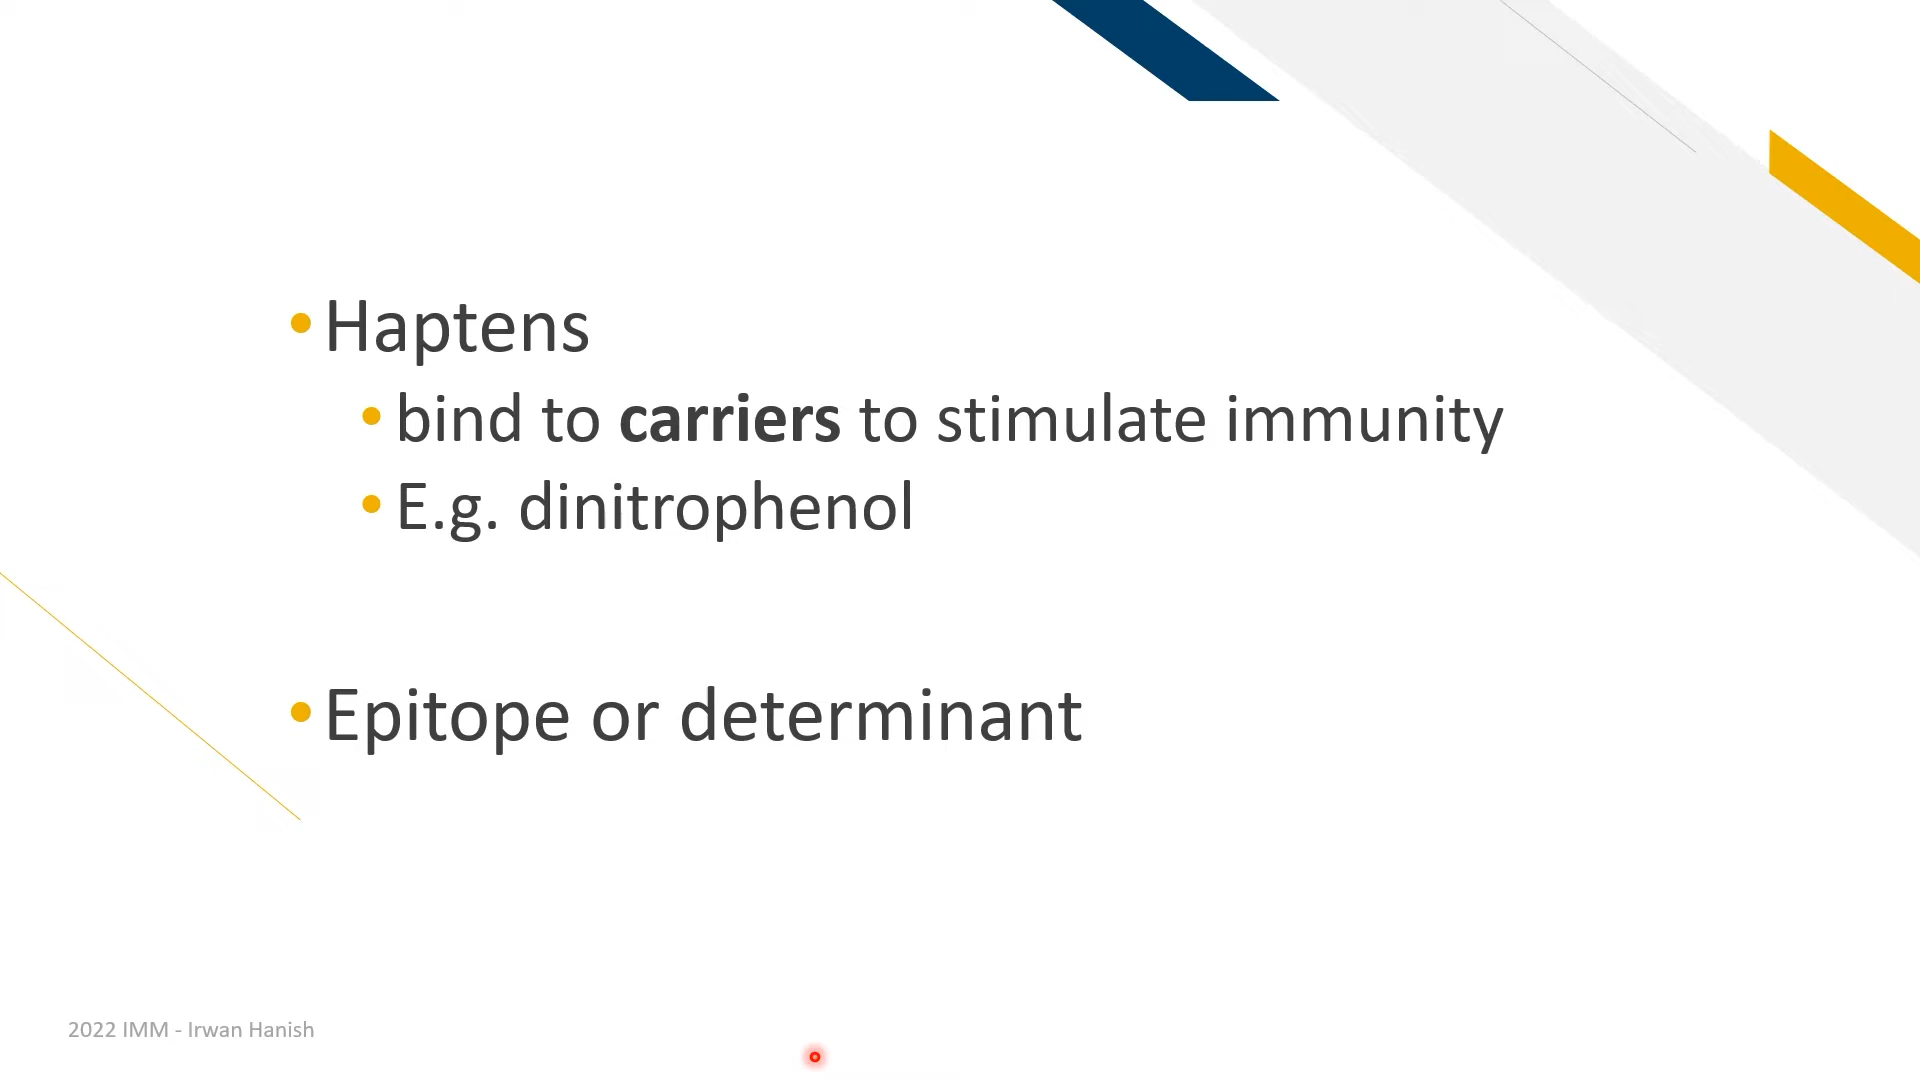 • Haptens
• bind to carriers to stimulate immunity
• E.g. dinitrophenol
• Epitope or determinant
2022 IMM - Irwan Hanish